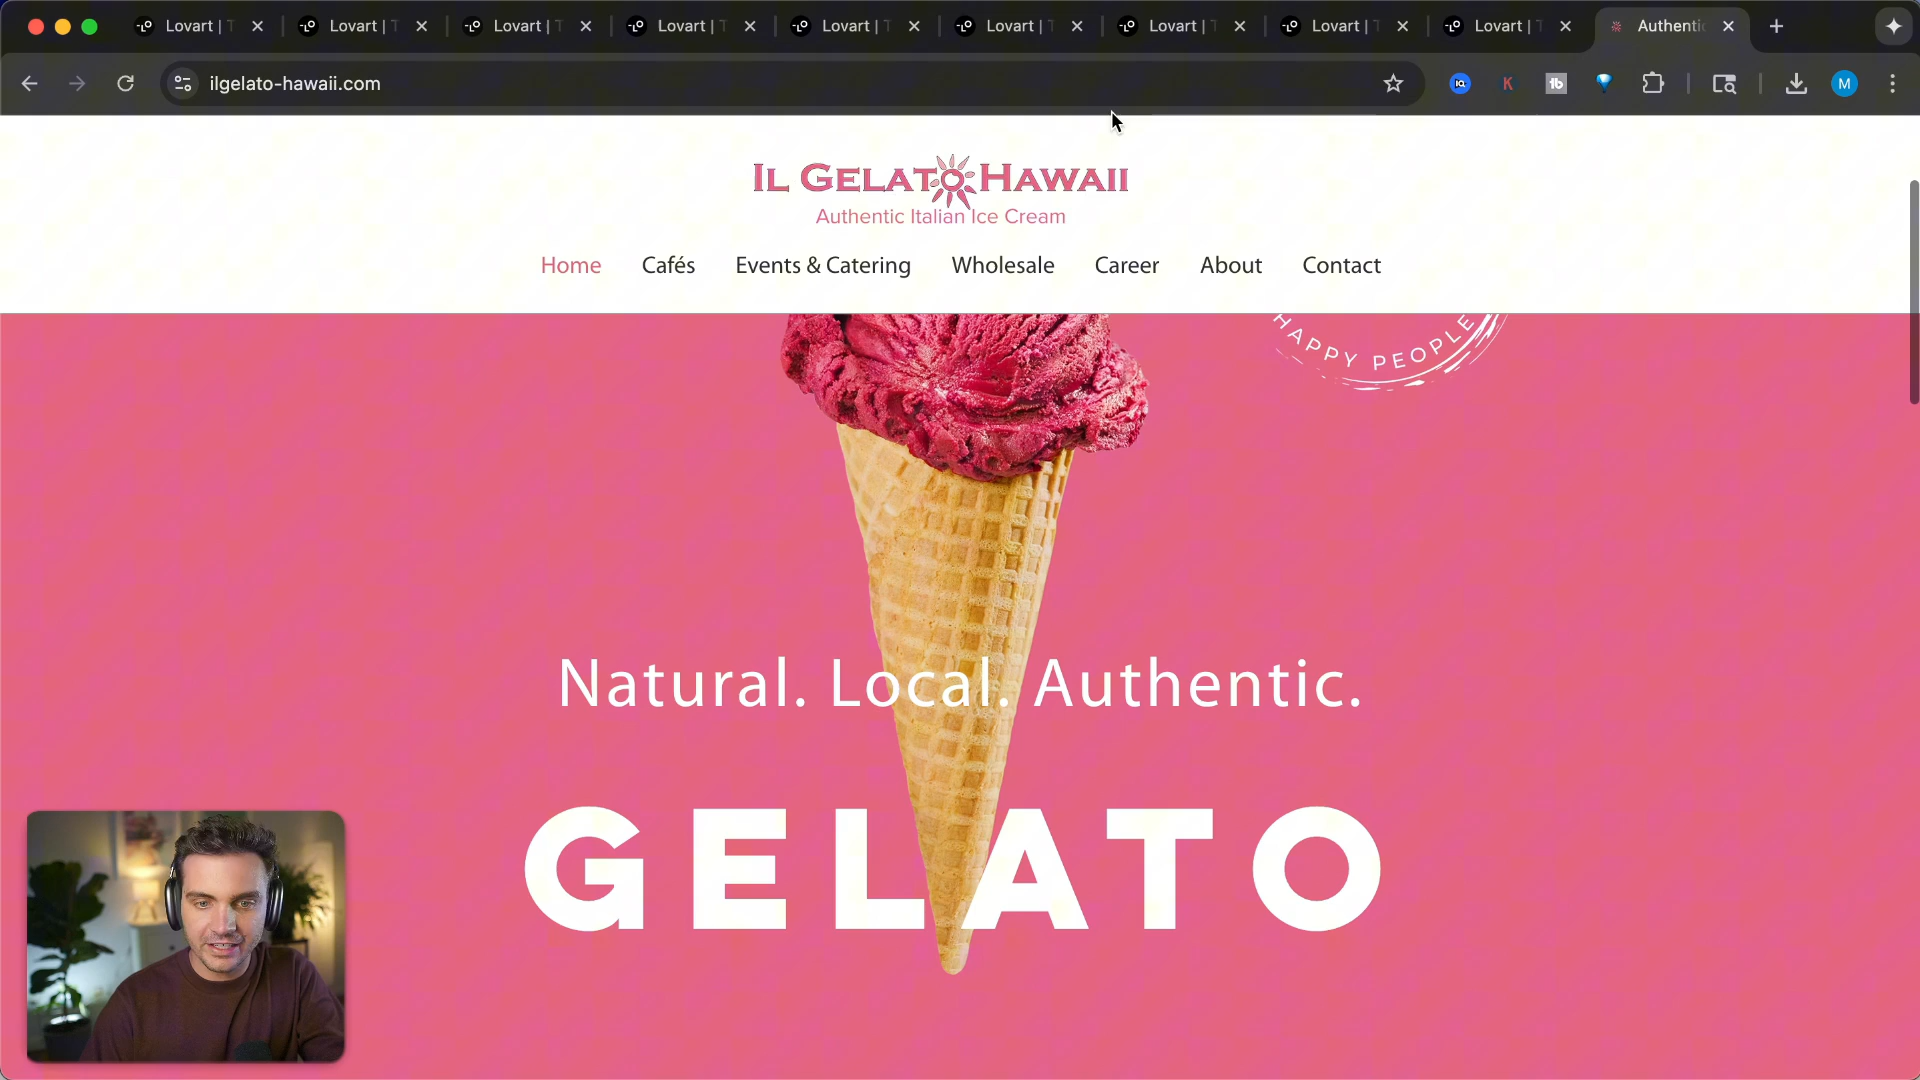 Lovart | Lovart | Lovart | Lovart | Lovart | Lovart | Lovart | Lovart | Lovart | Authentic
ilgelato-hawaii.com
IL GELATO HAWAII
Authentic Italian Ice Cream
Home Cafés Events & Catering Wholesale Career About Contact
HAPPY PEOPLE
Natural. Local. Authentic.
GELATO